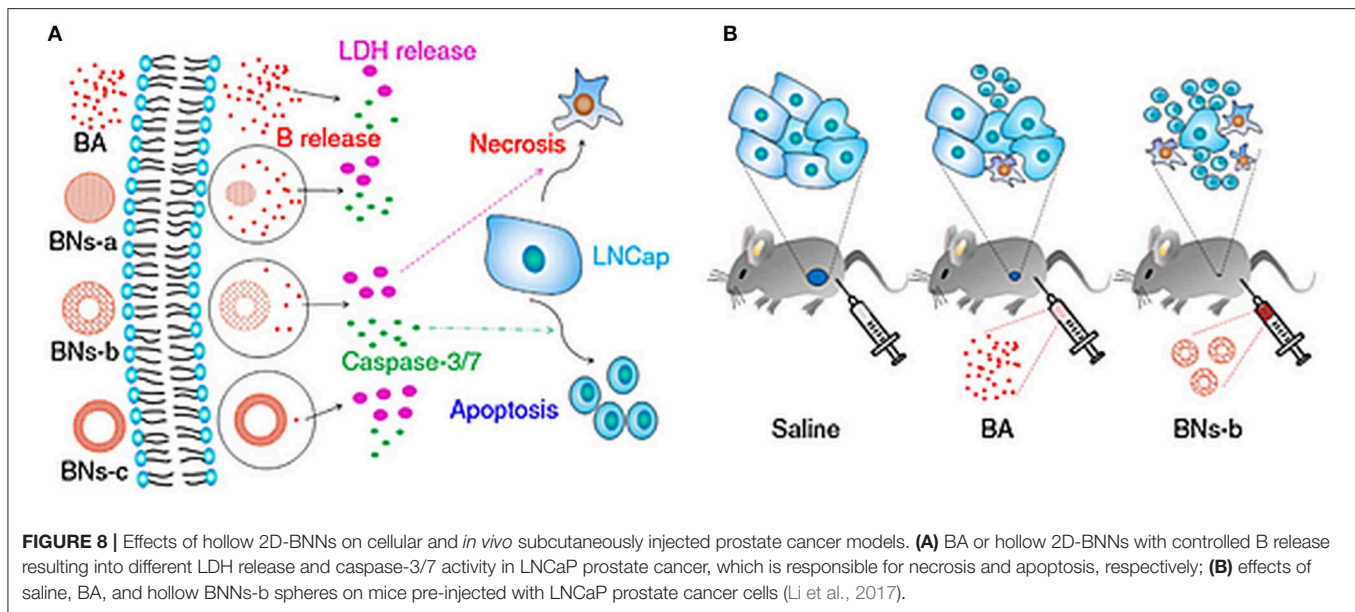 A
LDH release
BA
B release
Necrosis
BNs-a
LNCap
BNs-b
Caspase-3/7
Apoptosis
BNs-c
B
Saline
BA
BNs-b
FIGURE 8 | Effects of hollow 2D-BNNs on cellular and in vivo subcutaneously injected prostate cancer models. (A) BA or hollow 2D-BNNs with controlled B release
resulting into different LDH release and caspase-3/7 activity in LNCaP prostate cancer, which is responsible for necrosis and apoptosis, respectively; (B) effects of
saline, BA, and hollow BNNs-b spheres on mice pre-injected with LNCaP prostate cancer cells (Li et al., 2017).